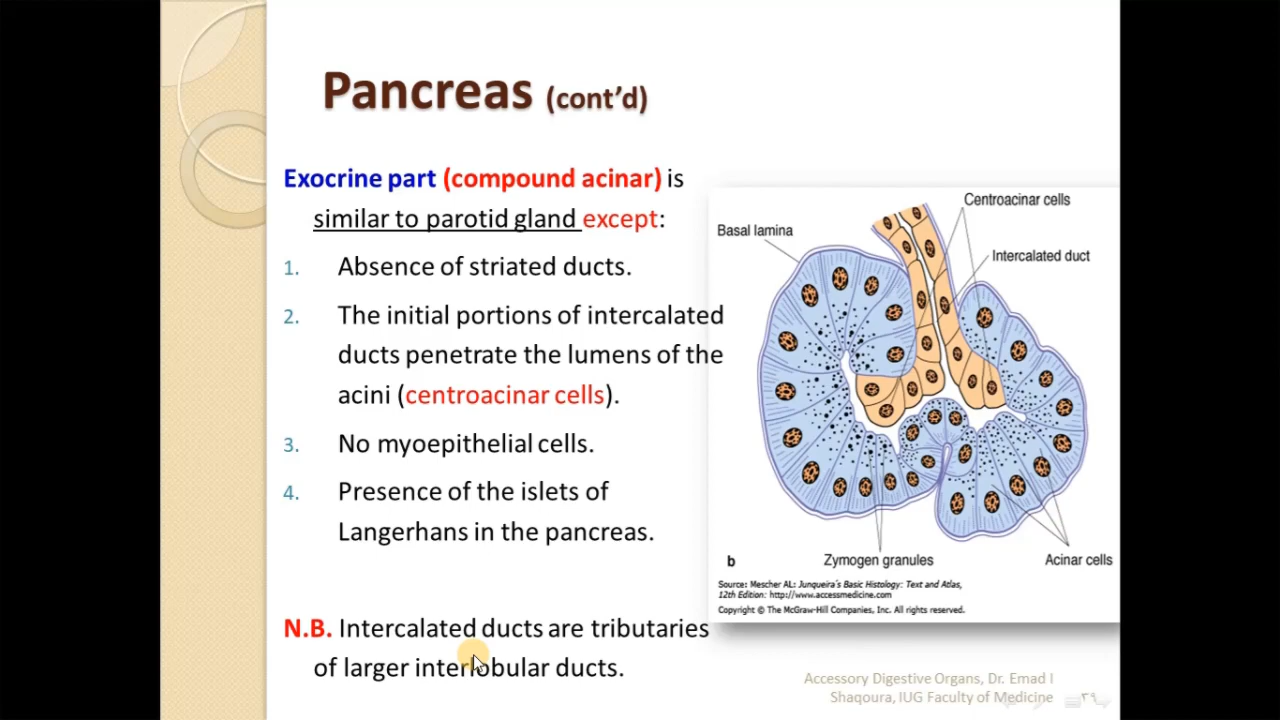 Pancreas (cont’d)
Exocrine part (compound acinar) is
similar to parotid gland except:
1. Absence of striated ducts.
2. The initial portions of intercalated
ducts penetrate the lumens of the
acini (centroacinar cells).
3. No myoepithelial cells.
4. Presence of the islets of
Langerhans in the pancreas.
N.B. Intercalated ducts are tributaries
of larger interlobular ducts.
Centroacinar cells
Basal lamina
Intercalated duct
Zymogen granules
Acinar cells
b
Source: Mescher AL: Junqueira's Basic Histology: Text and Atlas,
12th Edition: http://www.accessmedicine.com
Copyright © The McGraw-Hill Companies, Inc. All rights reserved.
Accessory Digestive Organs, Dr. Emad I
Shaqoura, IUG Faculty of Medicine
٣٩